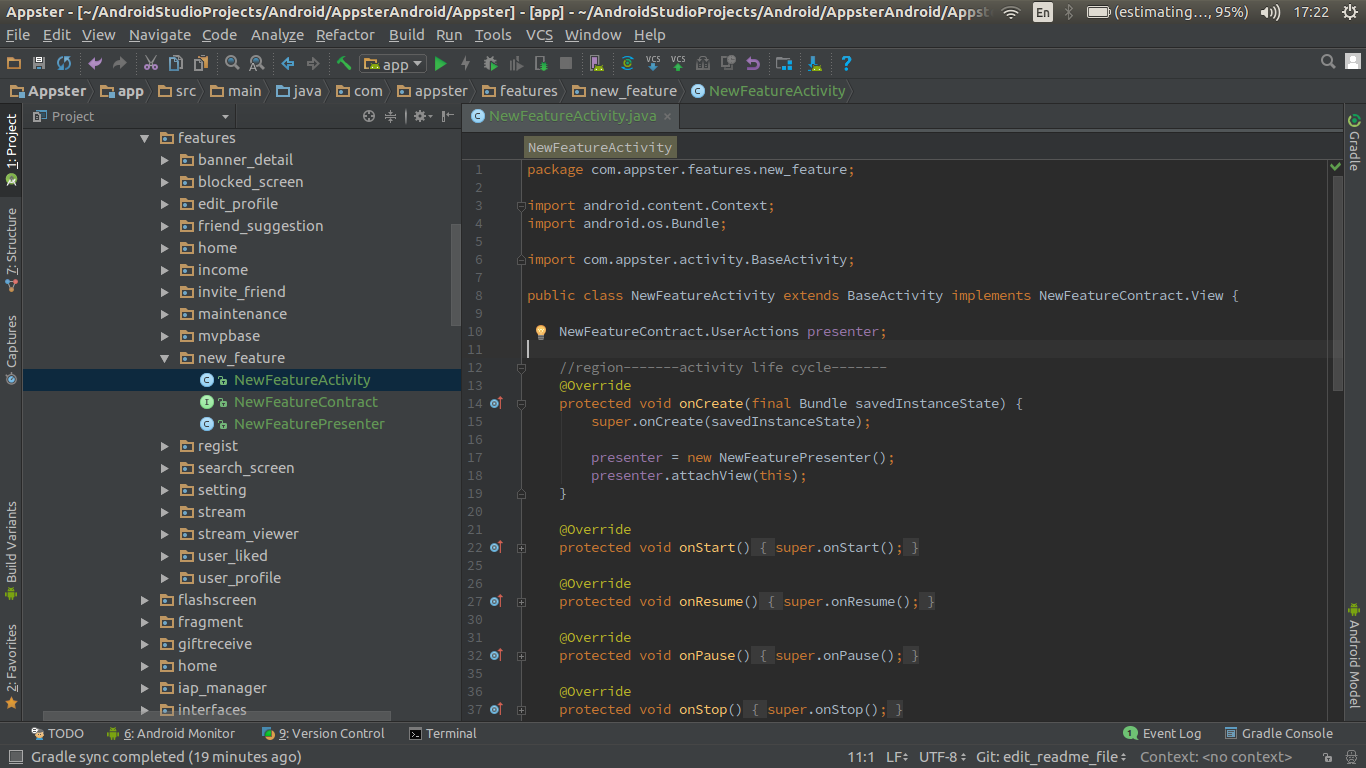 Appster - [~/AndroidStudioProjects/Android/AppsterAndroid/Appster] - [app] - ~/AndroidStudioProjects/Android/AppsterAndroid/Appst En (estimating..., 95%) 17:22
File Edit View Navigate Code Analyze Refactor Build Run Tools VCS Window Help
app VCS VCS ?
Appster app src main java com appster features new_feature NewFeatureActivity
1: Project
7: Structure
Captures
Build Variants
2: Favorites
Project
features
banner_detail
blocked_screen
edit_profile
friend_suggestion
home
income
invite_friend
maintenance
mvpbase
new_feature
NewFeatureActivity
NewFeatureContract
NewFeaturePresenter
regist
search_screen
setting
stream
stream_viewer
user_liked
user_profile
flashscreen
fragment
giftreceive
home
iap_manager
interfaces
NewFeatureActivity.java ×
NewFeatureActivity
1 package com.appster.features.new_feature;
2
3 import android.content.Context;
4 import android.os.Bundle;
5
6 import com.appster.activity.BaseActivity;
7
8 public class NewFeatureActivity extends BaseActivity implements NewFeatureContract.View {
9
10 NewFeatureContract.UserActions presenter;
11
12 //region-------activity life cycle-------
13 @Override
14 protected void onCreate(final Bundle savedInstanceState) {
15 super.onCreate(savedInstanceState);
16
17 presenter = new NewFeaturePresenter();
18 presenter.attachView(this);
19 }
20
21 @Override
22 protected void onStart() { super.onStart(); }
25
26 @Override
27 protected void onResume() { super.onResume(); }
30
31 @Override
32 protected void onPause() { super.onPause(); }
35
36 @Override
37 protected void onStop() { super.onStop(); }
Gradle
Android Model
TODO 6: Android Monitor 9: Version Control Terminal 1 Event Log Gradle Console
Gradle sync completed (19 minutes ago) 11:1 LF UTF-8 Git: edit_readme_file Context: <no context>